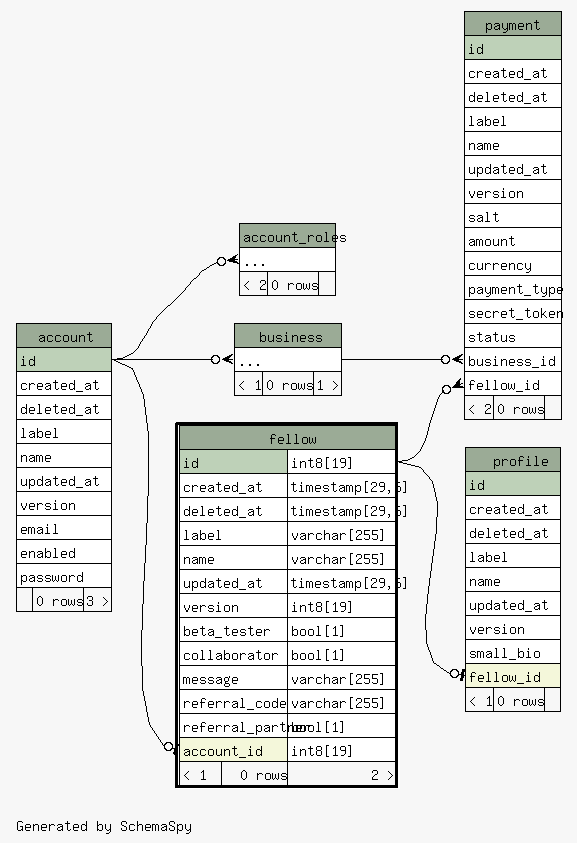 payment
id
created_at
deleted_at
label
name
updated_at
version
salt
amount
currency
payment_type
secret_token
status
business_id
fellow_id
< 2 0 rows
account_roles
...
< 2 0 rows
business
...
< 1 0 rows 1 >
account
id
created_at
deleted_at
label
name
updated_at
version
email
enabled
password
0 rows 3 >
fellow
id int8[19]
created_at timestamp[29,6]
deleted_at timestamp[29,6]
label varchar[255]
name varchar[255]
updated_at timestamp[29,6]
version int8[19]
beta_tester bool[1]
collaborator bool[1]
message varchar[255]
referral_code varchar[255]
referral_partner bool[1]
account_id int8[19]
< 1 0 rows 2 >
profile
id
created_at
deleted_at
label
name
updated_at
version
small_bio
fellow_id
< 1 0 rows
Generated by SchemaSpy